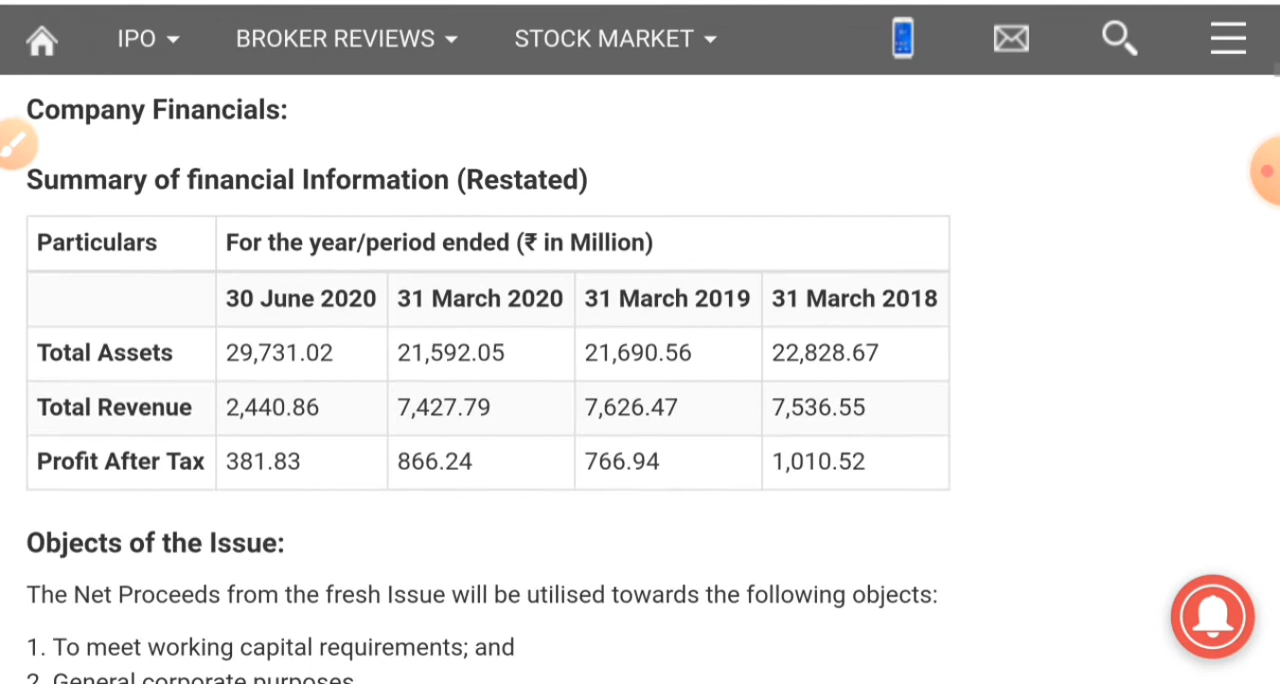 IPO BROKER REVIEWS STOCK MARKET
Company Financials:
Summary of financial Information (Restated)
Particulars For the year/period ended (₹ in Million)
30 June 2020 31 March 2020 31 March 2019 31 March 2018
Total Assets 29,731.02 21,592.05 21,690.56 22,828.67
Total Revenue 2,440.86 7,427.79 7,626.47 7,536.55
Profit After Tax 381.83 866.24 766.94 1,010.52
Objects of the Issue:
The Net Proceeds from the fresh Issue will be utilised towards the following objects:
1. To meet working capital requirements; and
2. General corporate purposes